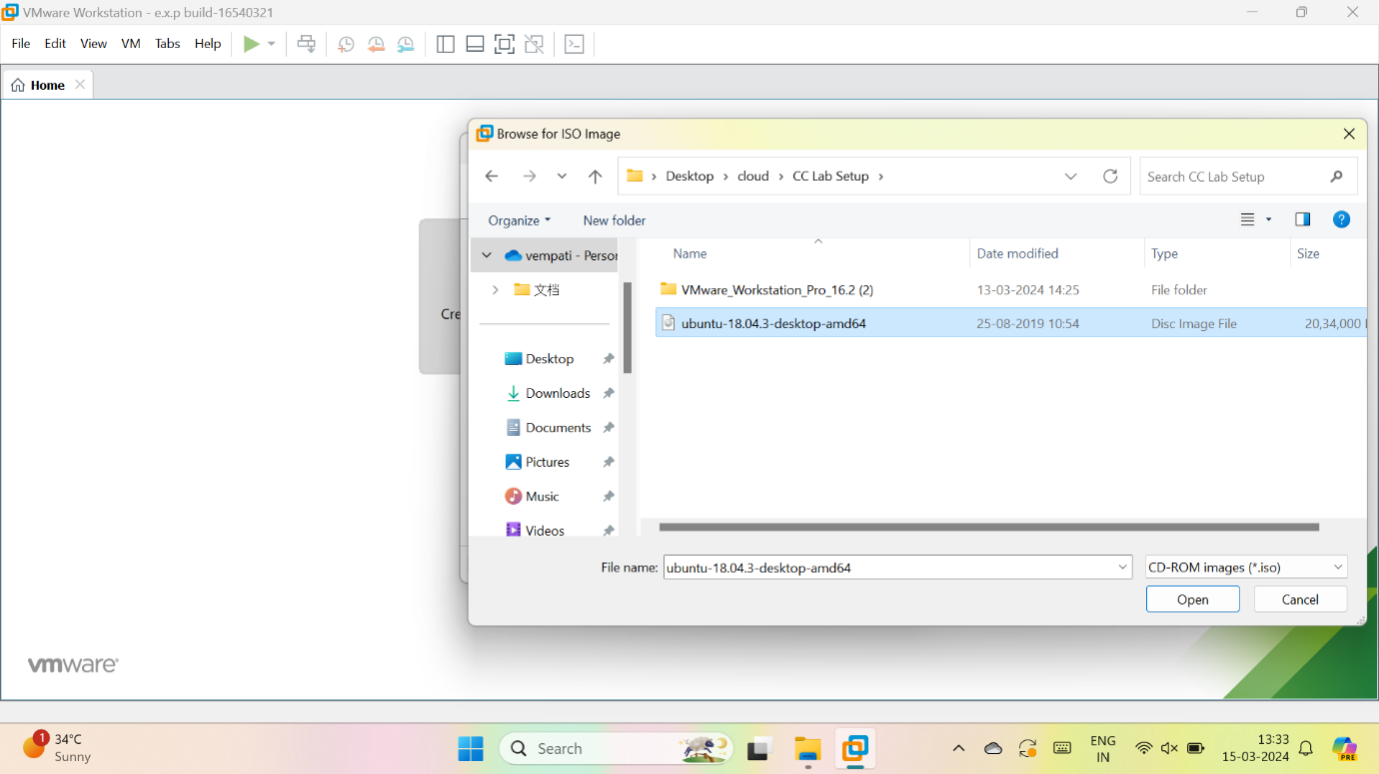 VMware Workstation - e.x.p build-16540321
File Edit View VM Tabs Help
Home
Browse for ISO Image
Desktop cloud CC Lab Setup
Search CC Lab Setup
Organize New folder
vempati - Person
Name Date modified Type Size
文档
VMware_Workstation_Pro_16.2 (2) 13-03-2024 14:25 File folder
Cre
ubuntu-18.04.3-desktop-amd64 25-08-2019 10:54 Disc Image File 20,34,000
Desktop
Downloads
Documents
Pictures
Music
Videos
File name: ubuntu-18.04.3-desktop-amd64 CD-ROM images (*.iso)
Open Cancel
vmware
1
34°C
Sunny
Search
ENG
IN
13:33
15-03-2024
PRE